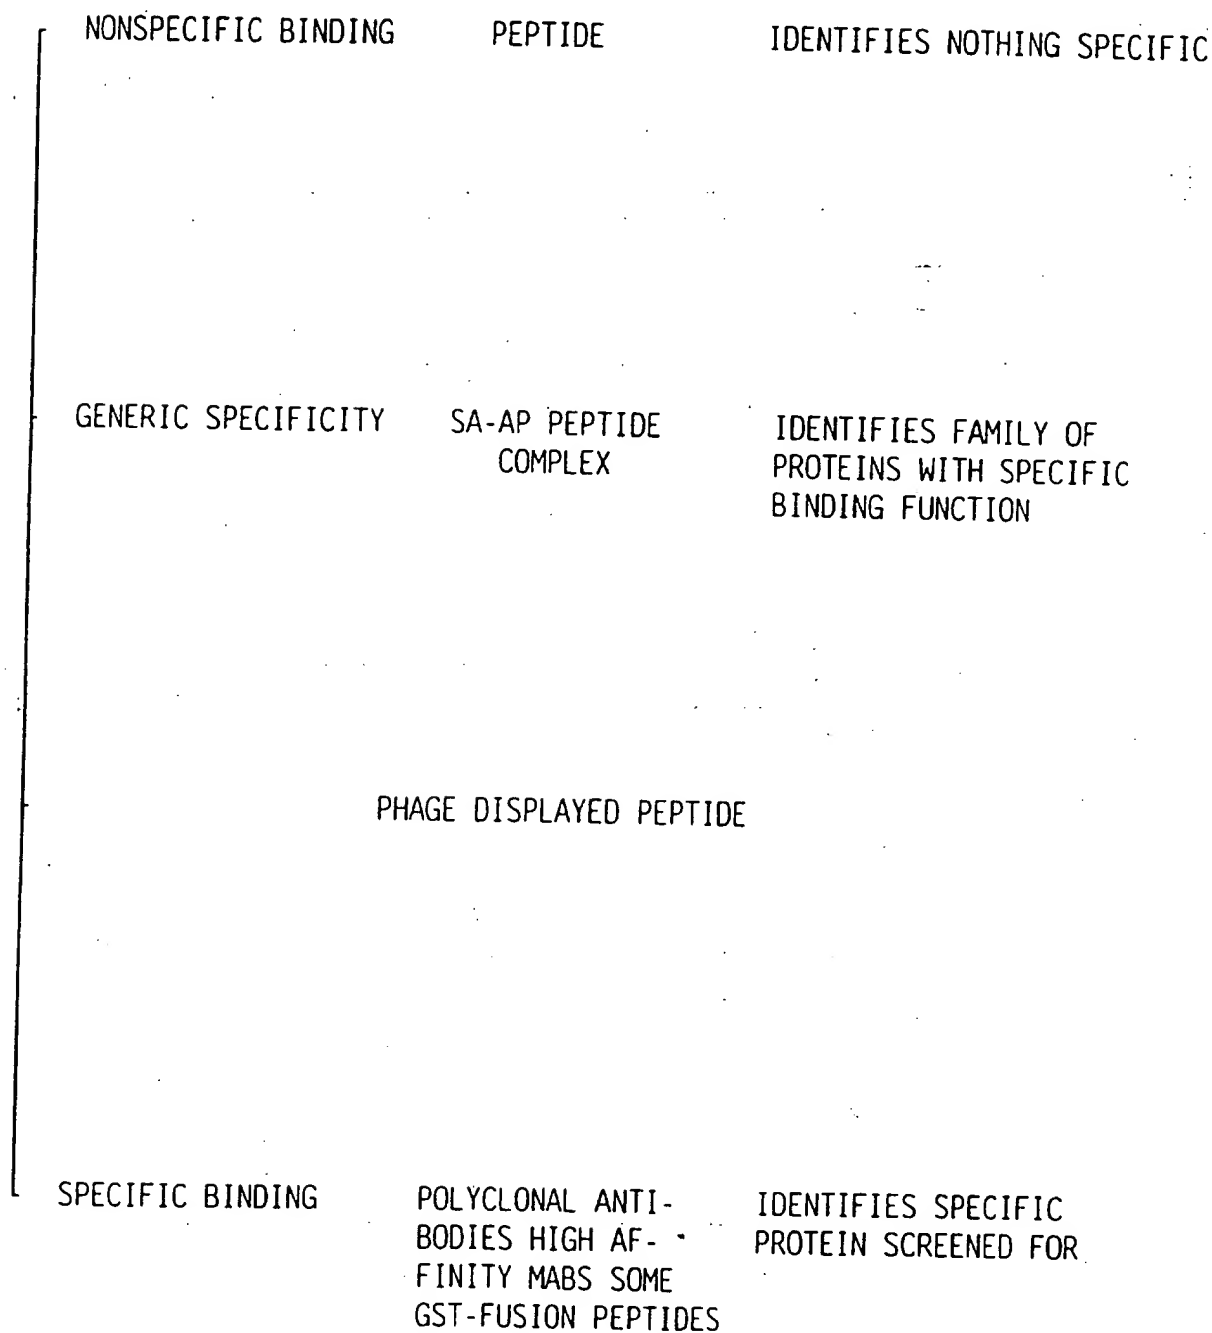 NONSPECIFIC BINDING PEPTIDE IDENTIFIES NOTHING SPECIFIC
GENERIC SPECIFICITY SA-AP PEPTIDE IDENTIFIES FAMILY OF
COMPLEX PROTEINS WITH SPECIFIC
BINDING FUNCTION
PHAGE DISPLAYED PEPTIDE
SPECIFIC BINDING POLYCLONAL ANTI- IDENTIFIES SPECIFIC
BODIES HIGH AF- PROTEIN SCREENED FOR
FINITY MABS SOME
GST-FUSION PEPTIDES